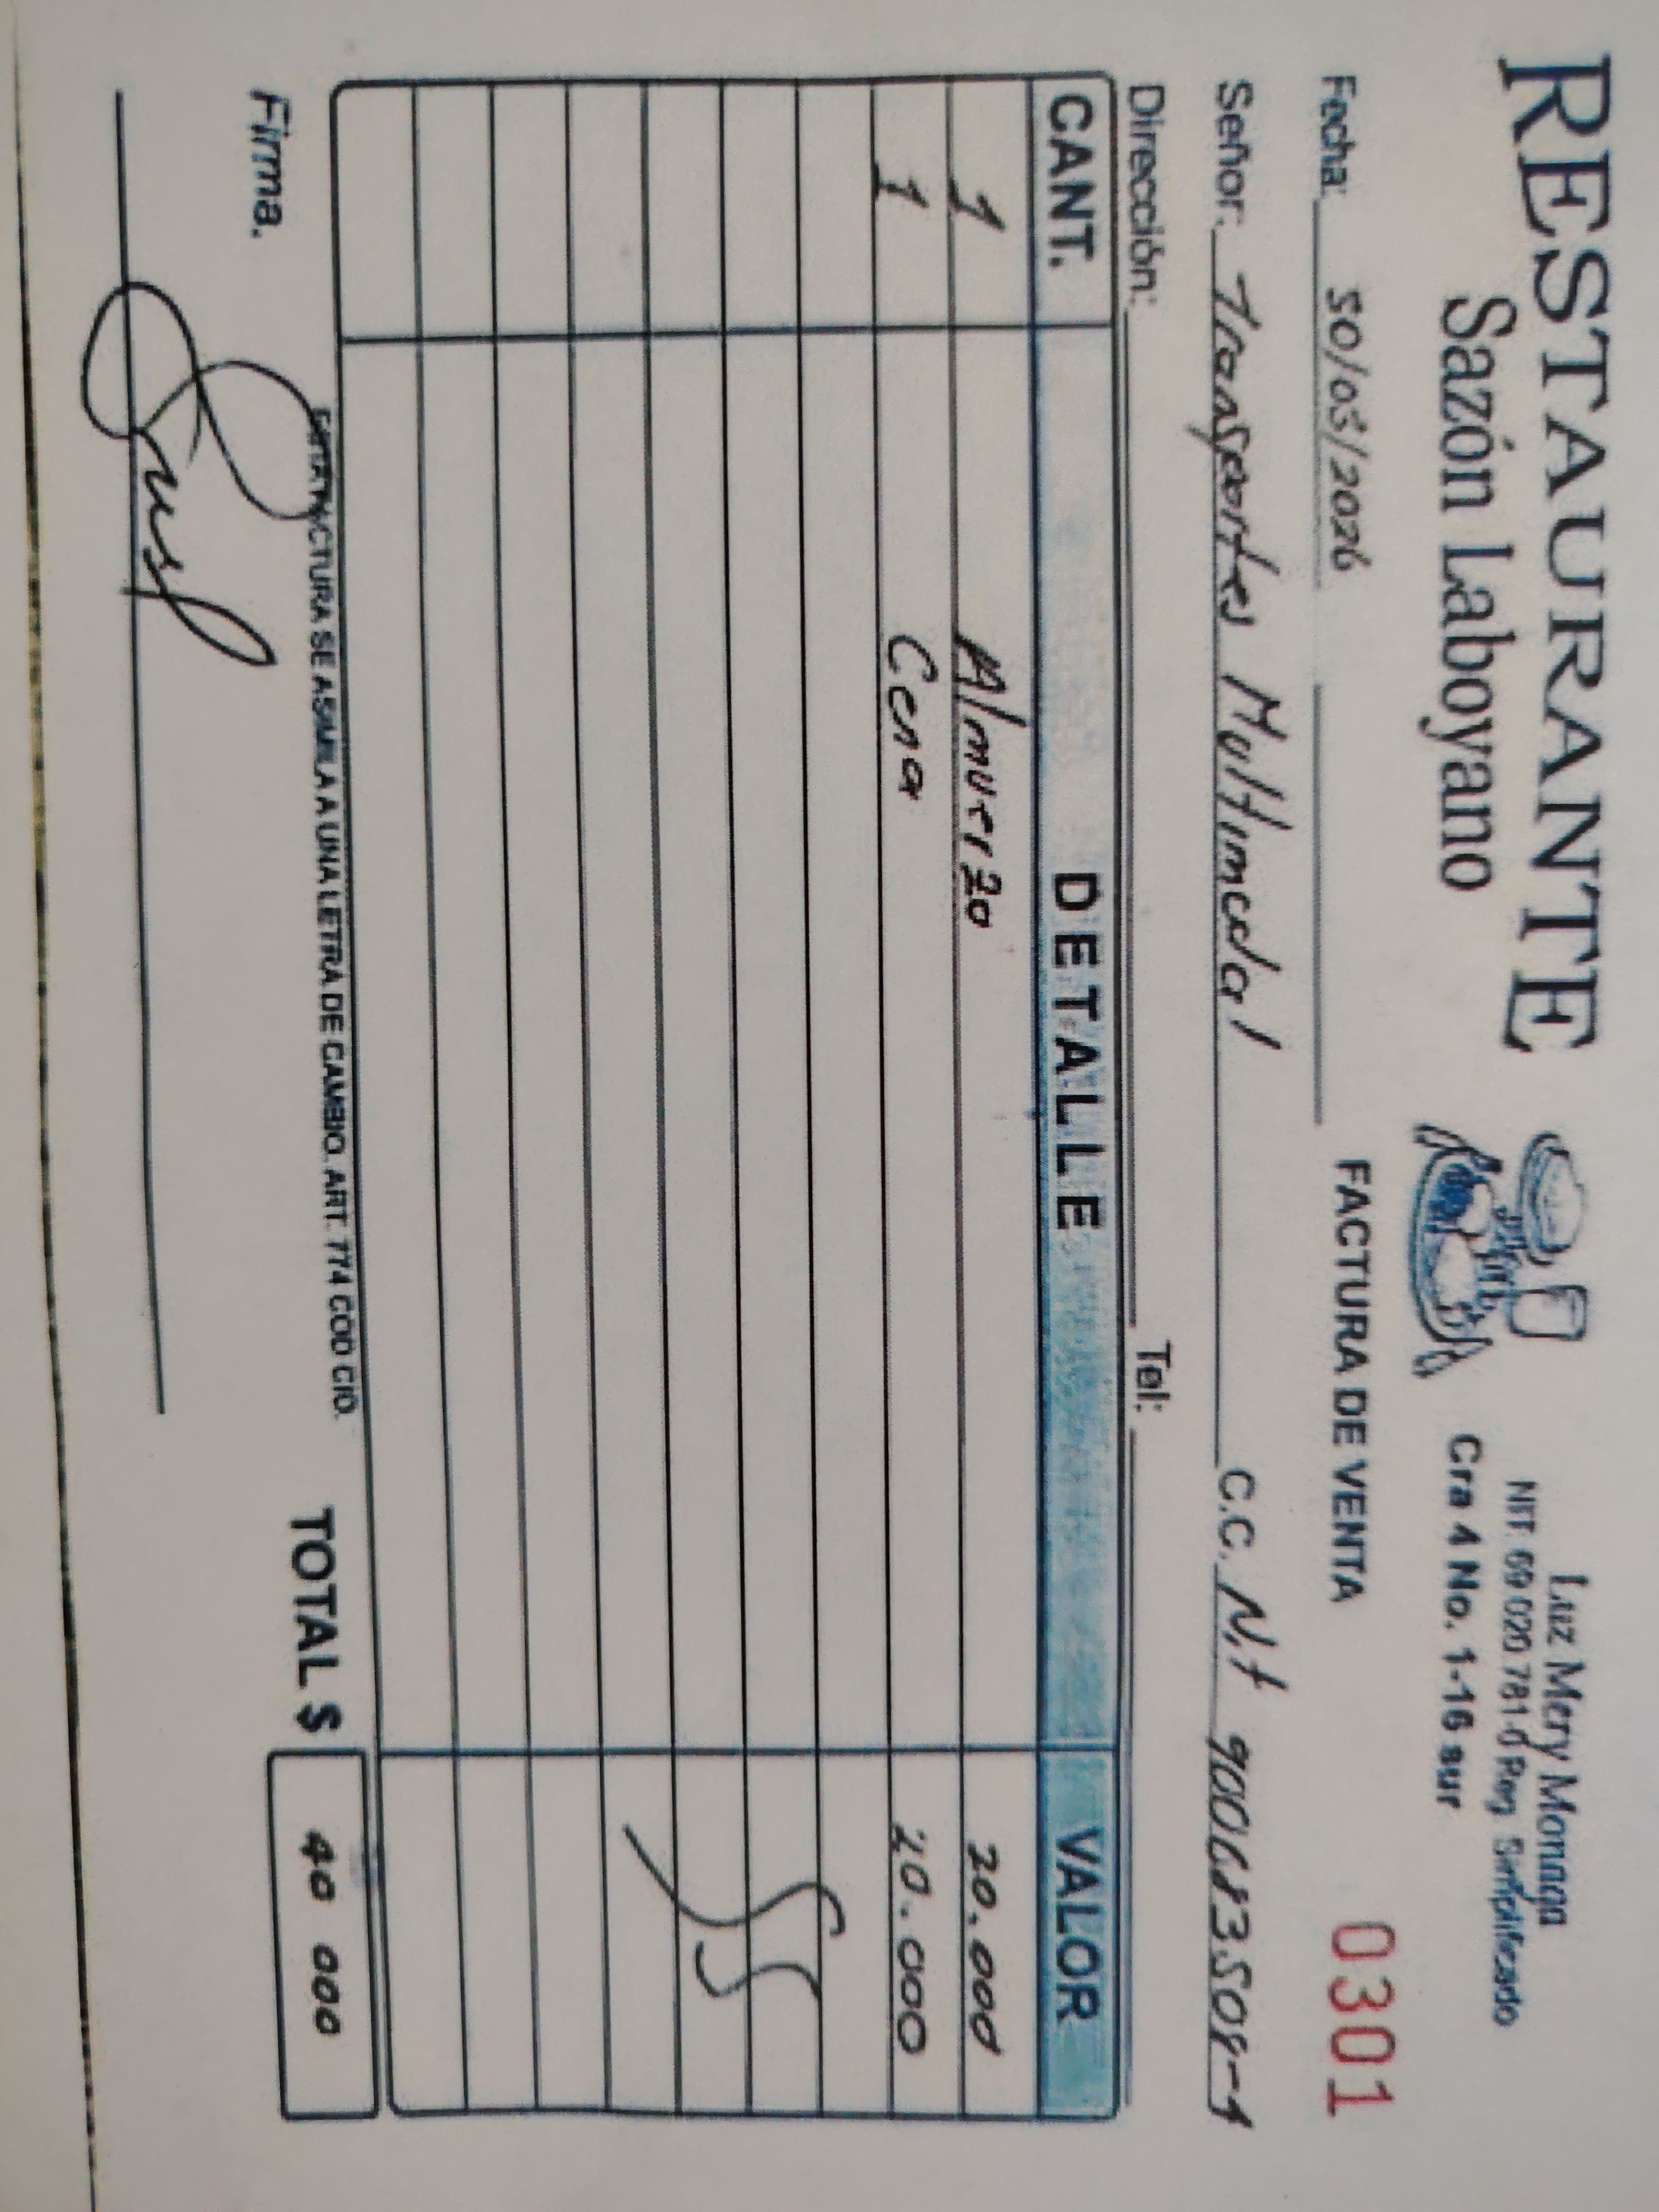 RESTAURANTE
Sazón Laboyano
Luz Mery Monnga
NIT: 69 020 781-0 Reg. Simplificado
Cra 4 No. 1-16 sur
Fecha: 30/03/2026 FACTURA DE VENTA 0301
Señor: Transportes Multimodal C.C. Nit 900683508-4
Dirección: Tel:
CANT. DETALLE VALOR
1 Almuerzo 20.000
1 Cena 20.000
FACTURA SE ASIMILA A UNA LETRA DE CAMBIO. ART. 774 COD CIO.
TOTAL $ 40 000
Firma.